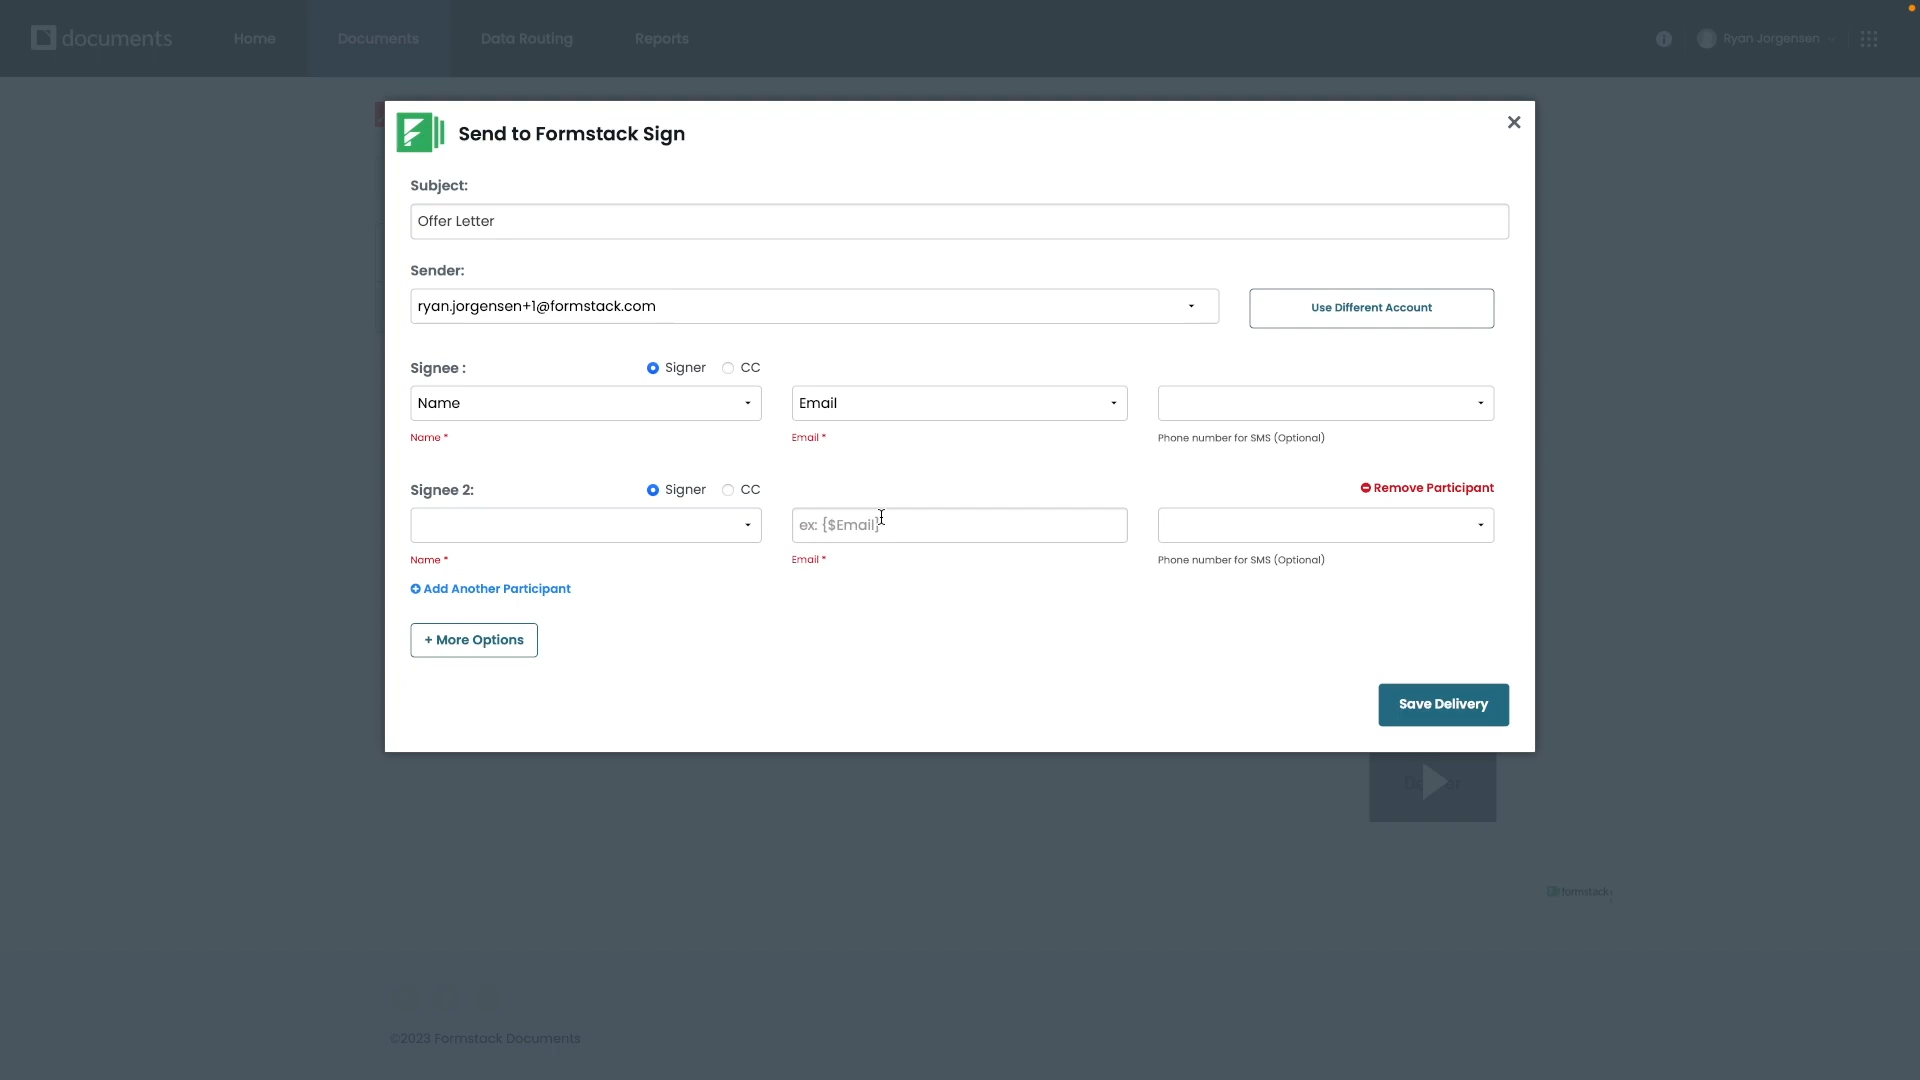 documents
Home
Documents
Data Routing
Reports
Ryan Jorgensen
Send to Formstack Sign
Subject:
Offer Letter
Sender:
ryan.jorgensen+1@formstack.com
Use Different Account
Signee :
Signer
CC
Name
Email
Name *
Email *
Phone number for SMS (Optional)
Signee 2:
Signer
CC
Remove Participant
ex: {$Email}
Name *
Email *
Phone number for SMS (Optional)
Add Another Participant
+ More Options
Save Delivery
formstack
©2023 Formstack Documents